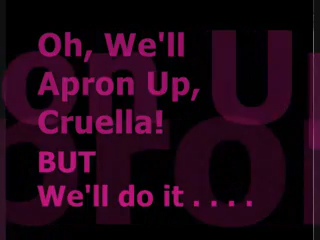 Oh, We'll
Apron Up,
Cruella!
BUT
We'll do it . . . .